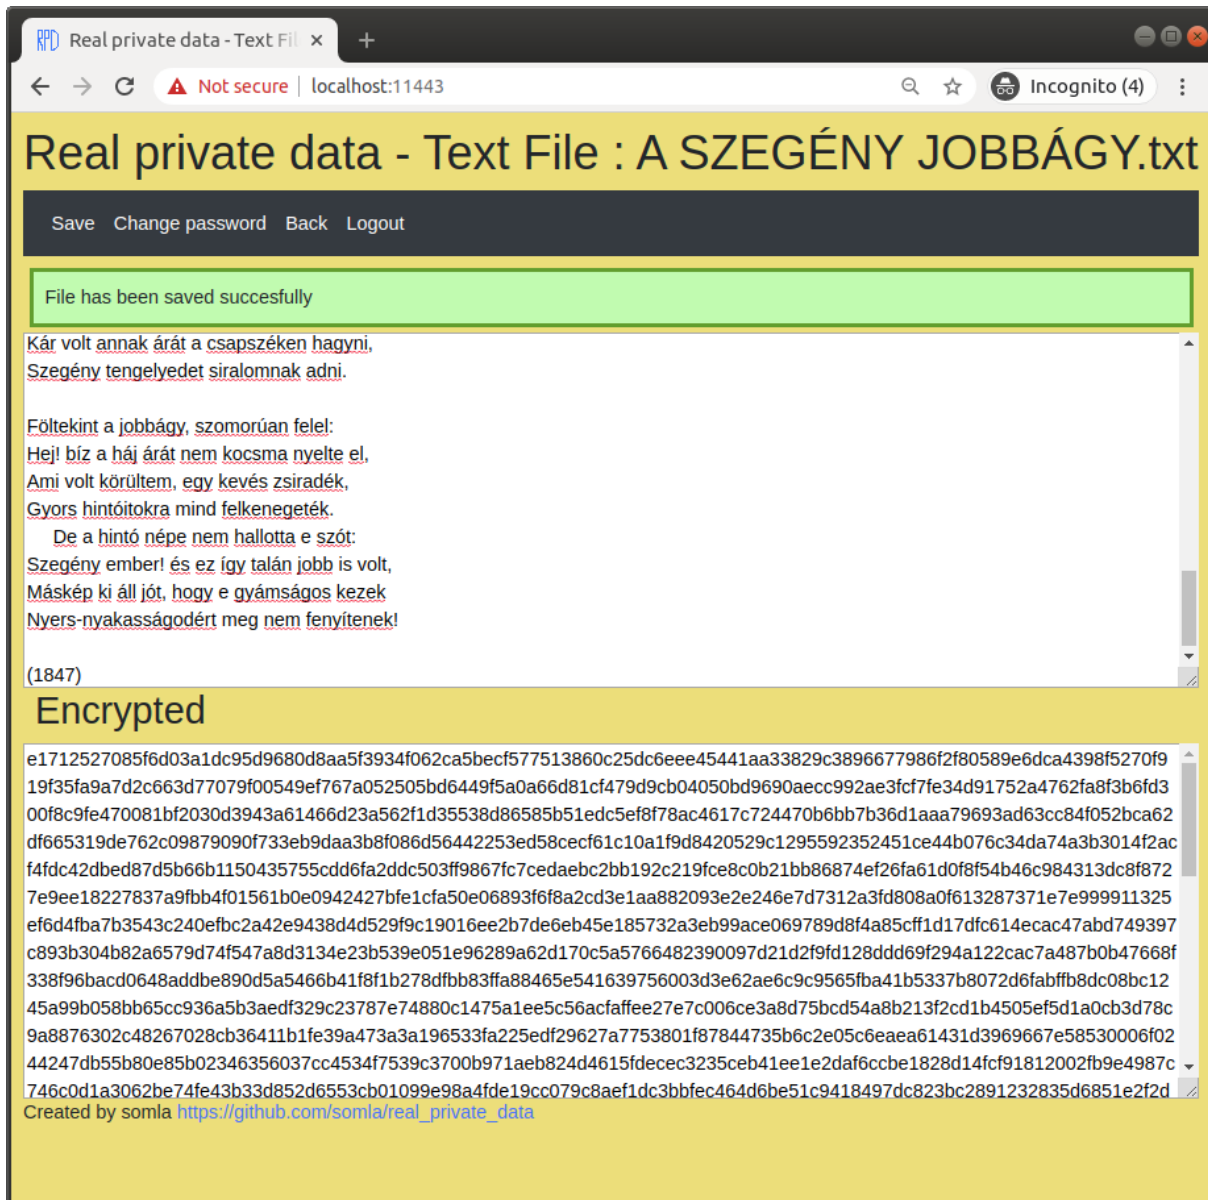 Real private data - Text Fil
Not secure
localhost:11443
Incognito (4)
Real private data - Text File : A SZEGÉNY JOBBÁGY.txt
Save Change password Back Logout
File has been saved succesfully
Kár volt annak árát a csapszéken hagyni,
Szegény tengelyedet siralomnak adni.
Föltekint a jobbágy, szomorúan felel:
Hej! bíz a háj árát nem kocsma nyelte el,
Ami volt körültem, egy kevés zsiradék,
Gyors hintóitokra mind felkenegeték.
De a hintó népe nem hallotta e szót:
Szegény ember! és ez így talán jobb is volt,
Máskép ki áll jót, hogy e gyámságos kezek
Nyers-nyakasságodért meg nem fenyítenek!
(1847)
Encrypted
e1712527085f6d03a1dc95d9680d8aa5f3934f062ca5becf577513860c25dc6eee45441aa33829c3896677986f2f80589e6dca4398f5270f9
19f35fa9a7d2c663d77079f00549ef767a052505bd6449f5a0a66d81cf479d9cb04050bd9690aecc992ae3fcf7fe34d91752a4762fa8f3b6fd3
00f8c9fe470081bf2030d3943a61466d23a562f1d35538d86585b51edc5ef8f78ac4617c724470b6bb7b36d1aaa79693ad63cc84f052bca62
df665319de762c09879090f733eb9daa3b8f086d56442253ed58cecf61c10a1f9d8420529c1295592352451ce44b076c34da74a3b3014f2ac
f4fdc42dbed87d5b66b1150435755cdd6fa2ddc503ff9867fc7cedaebc2bb192c219fce8c0b21bb86874ef26fa61d0f8f54b46c984313dc8f872
7e9ee18227837a9fbb4f01561b0e0942427bfe1cfa50e06893f6f8a2cd3e1aa882093e2e246e7d7312a3fd808a0f613287371e7e999911325
ef6d4fba7b3543c240efbc2a42e9438d4d529f9c19016ee2b7de6eb45e185732a3eb99ace069789d8f4a85cff1d17dfc614ecac47abd749397
c893b304b82a6579d74f547a8d3134e23b539e051e96289a62d170c5a5766482390097d21d2f9fd128ddd69f294a122cac7a487b0b47668f
338f96bacd0648addbe890d5a5466b41f8f1b278dfbb83ffa88465e541639756003d3e62ae6c9c9565fba41b5337b8072d6fabffb8dc08bc12
45a99b058bb65cc936a5b3aedf329c23787e74880c1475a1ee5c56acfaffee27e7c006ce3a8d75bcd54a8b213f2cd1b4505ef5d1a0cb3d78c
9a8876302c48267028cb36411b1fe39a473a3a196533fa225edf29627a7753801f87844735b6c2e05c6eaea61431d3969667e58530006f02
44247db55b80e85b02346356037cc4534f7539c3700b971aeb824d4615fdecec3235ceb41ee1e2daf6ccbe1828d14fcf91812002fb9e4987c
746c0d1a3062be74fe43b33d852d6553cb01099e98a4fde19cc079c8aef1dc3bbfec464d6be51c9418497dc823bc2891232835d6851e2f2d
Created by somla https://github.com/somla/real_private_data